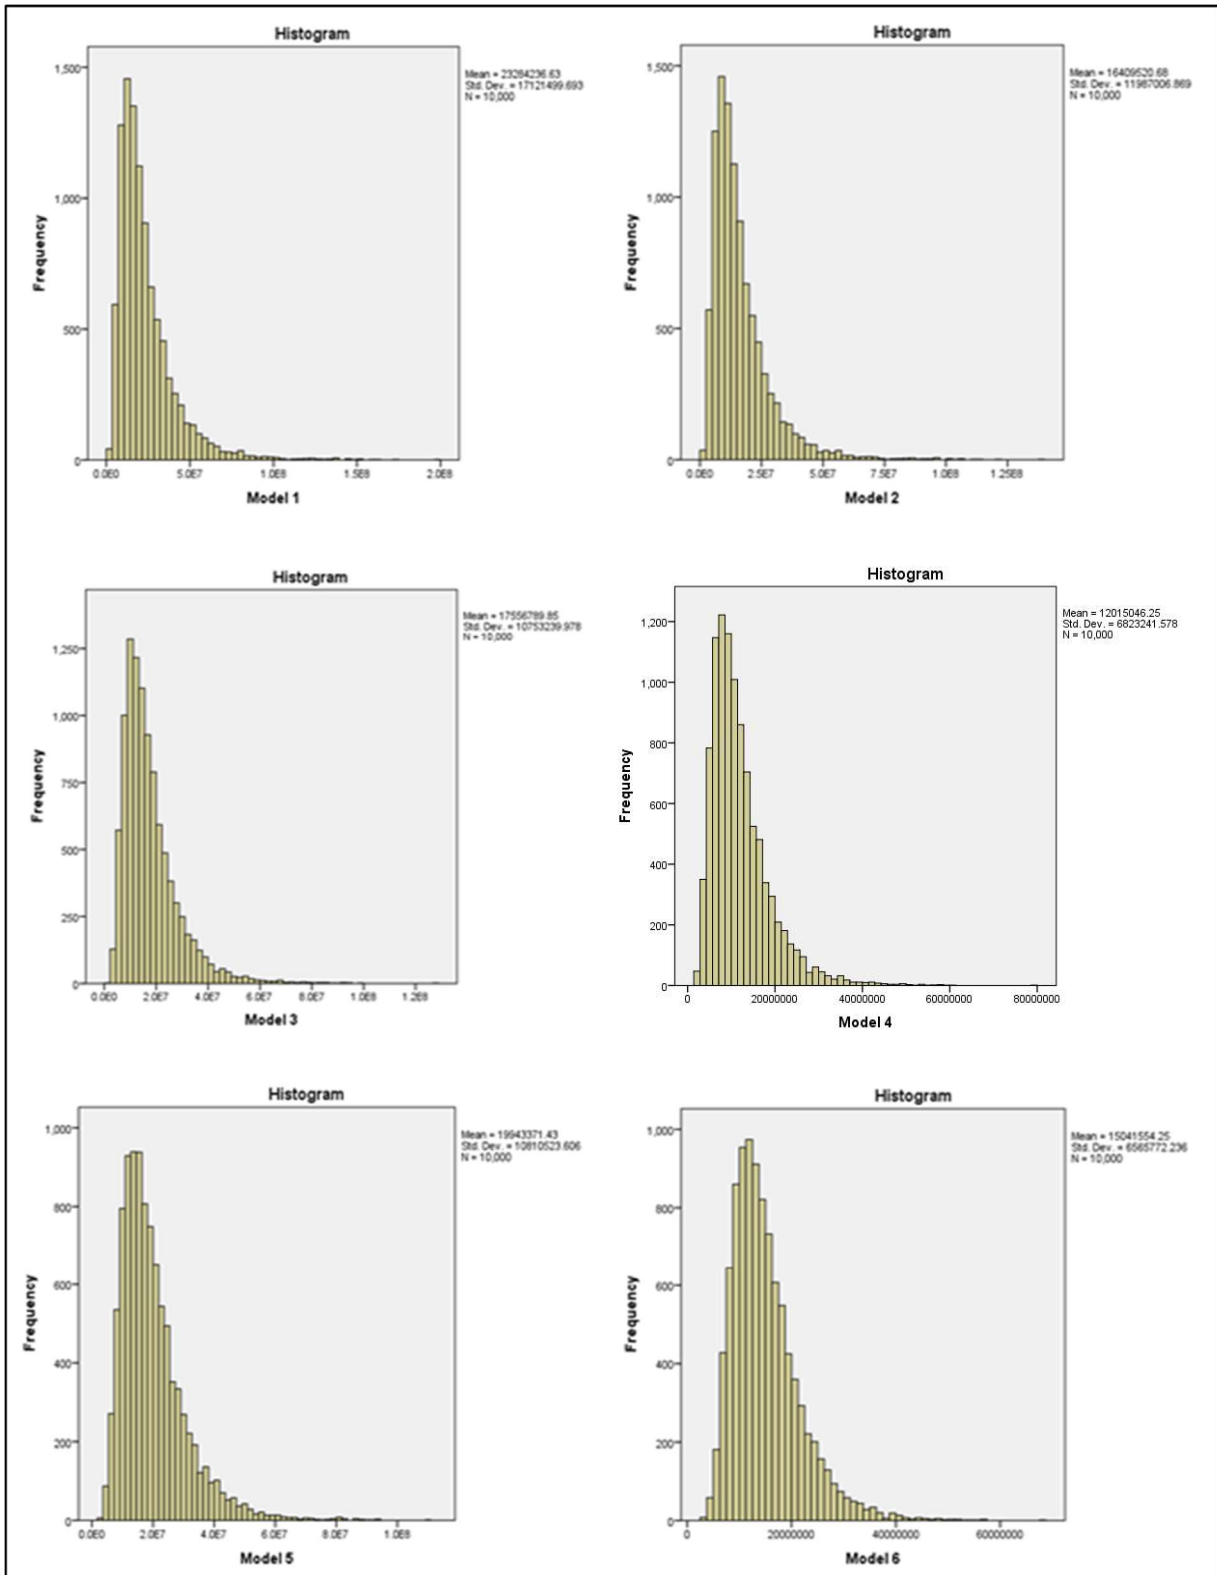 Histogram
Mean = 23284236.63
Std. Dev. = 17121499.693
N = 10,000
1,500
1,000
500
0
Frequency
0.0E0 5.0E7 1.0E8 1.5E8 2.0E8
Model 1
Histogram
Mean = 16409520.68
Std. Dev. = 11987006.869
N = 10,000
1,500
1,000
500
0
Frequency
0.0E0 2.5E7 5.0E7 7.5E7 1.0E8 1.25E8
Model 2
Histogram
Mean = 17556789.85
Std. Dev. = 10753239.978
N = 10,000
1,250
1,000
750
500
250
0
Frequency
0.0E0 2.0E7 4.0E7 6.0E7 8.0E7 1.0E8 1.2E8
Model 3
Histogram
Mean = 12015046.25
Std. Dev. = 6823241.578
N = 10,000
1,200
1,000
800
600
400
200
0
Frequency
0 20000000 40000000 60000000 80000000
Model 4
Histogram
Mean = 19943371.43
Std. Dev. = 10810523.606
N = 10,000
1,000
800
600
400
200
0
Frequency
0.0E0 2.0E7 4.0E7 6.0E7 8.0E7 1.0E8
Model 5
Histogram
Mean = 15041554.25
Std. Dev. = 6565772.236
N = 10,000
1,000
800
600
400
200
0
Frequency
0 20000000 40000000 60000000
Model 6